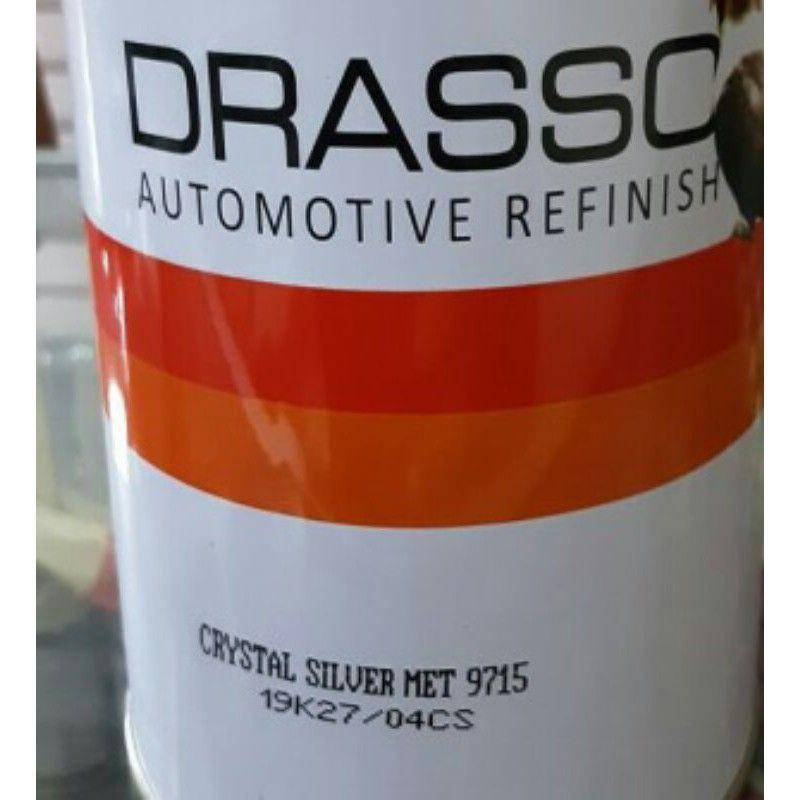 DRASSO
AUTOMOTIVE REFINISH
CRYSTAL SILVER MET 9715
19K27/04CS